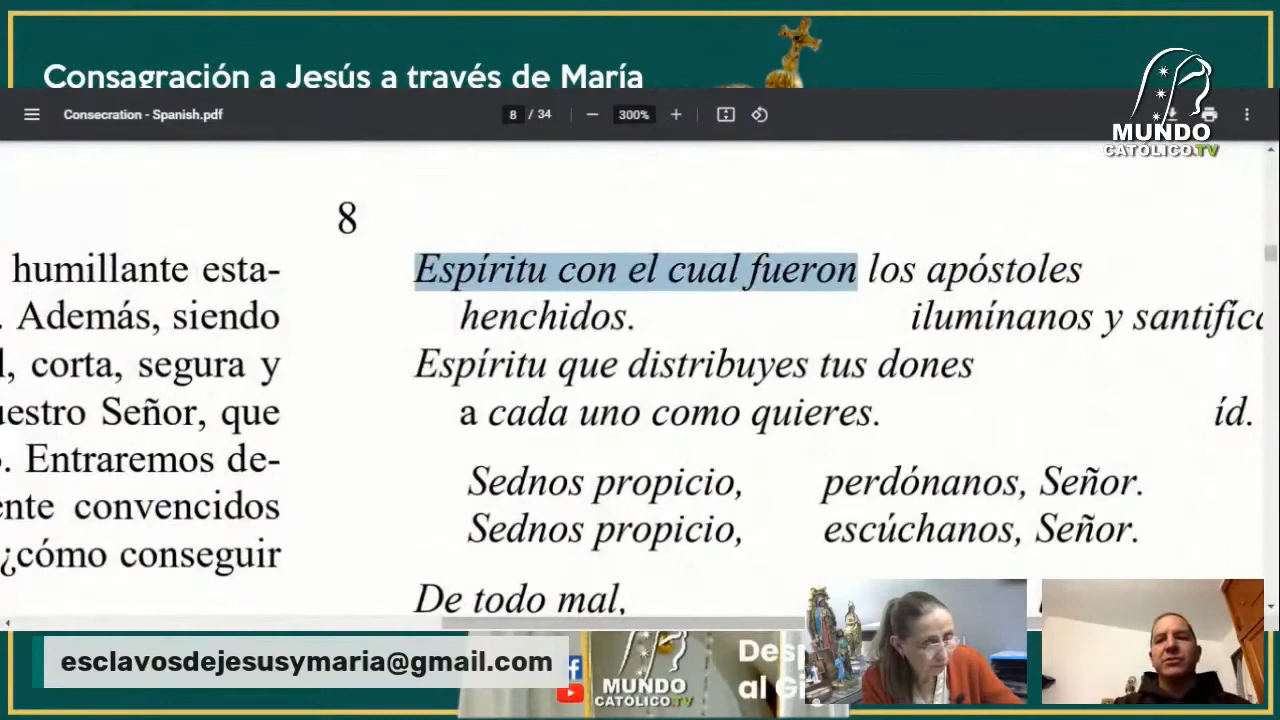 Consagración a Jesús a través de María
Consecration - Spanish.pdf
8 / 34
300%
MUNDO
CATÓLICO.TV
8
humillante esta-
. Además, siendo
l, corta, segura y
uestro Señor, que
o. Entraremos de-
ente convencidos
¿cómo conseguir
Espíritu con el cual fueron los apóstoles
henchidos. ilumínanos y santifíca
Espíritu que distribuyes tus dones
a cada uno como quieres. íd.
Sednos propicio, perdónanos, Señor.
Sednos propicio, escúchanos, Señor.
De todo mal,
esclavosdejesusymaria@gmail.com
MUNDO
CATÓLICO.TV
Desp
al Gi